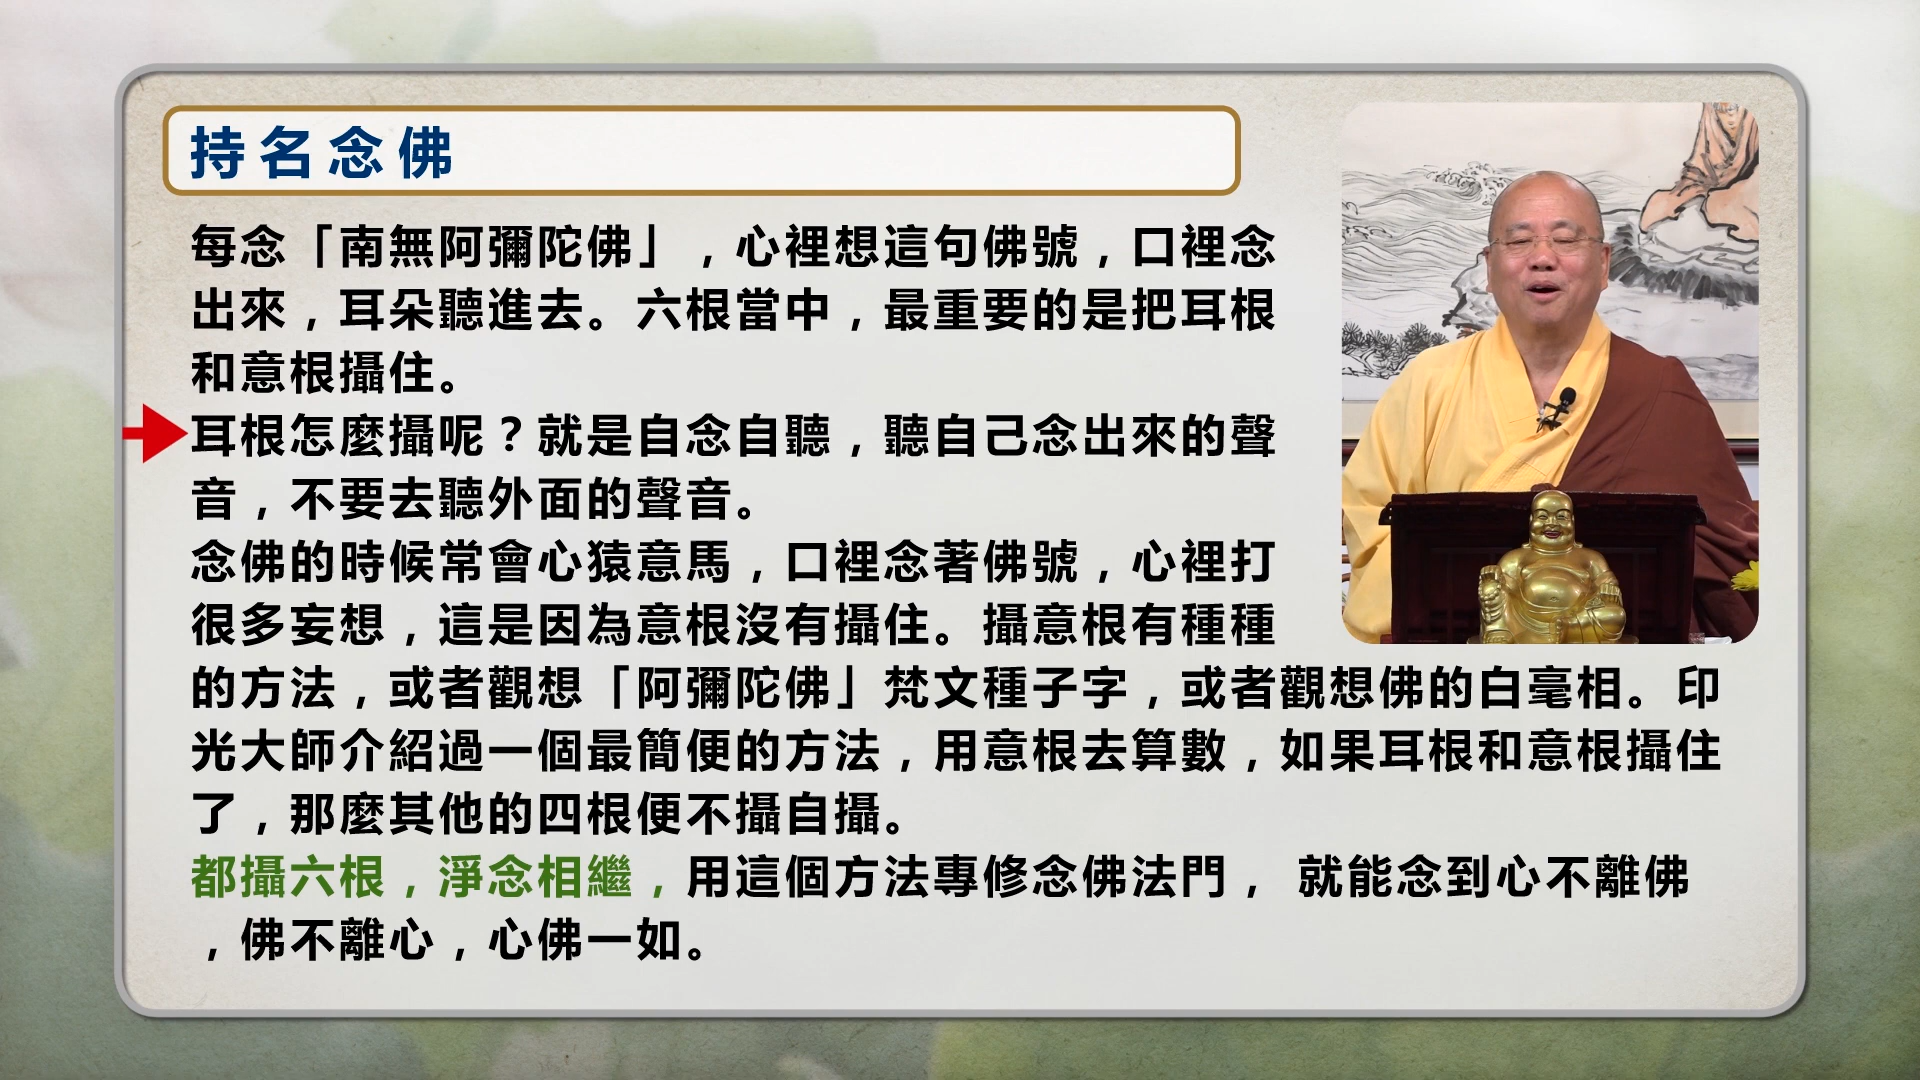 持名念佛
每念「南無阿彌陀佛」，心裡想這句佛號，口裡念
出來，耳朵聽進去。六根當中，最重要的是把耳根
和意根攝住。
耳根怎麼攝呢？就是自念自聽，聽自己念出來的聲
音，不要去聽外面的聲音。
念佛的時候常會心猿意馬，口裡念著佛號，心裡打
很多妄想，這是因為意根沒有攝住。攝意根有種種
的方法，或者觀想「阿彌陀佛」梵文種子字，或者觀想佛的白毫相。印
光大師介紹過一個最簡便的方法，用意根去算數，如果耳根和意根攝住
了，那麼其他的四根便不攝自攝。
都攝六根，淨念相繼，用這個方法專修念佛法門， 就能念到心不離佛
，佛不離心，心佛一如。